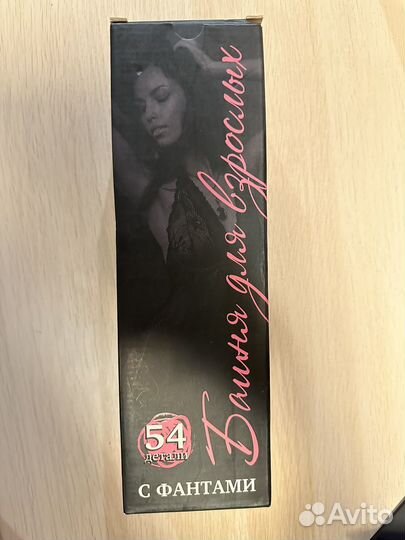 Башня для взрослых
54
детали
С ФАНТАМИ
Avito